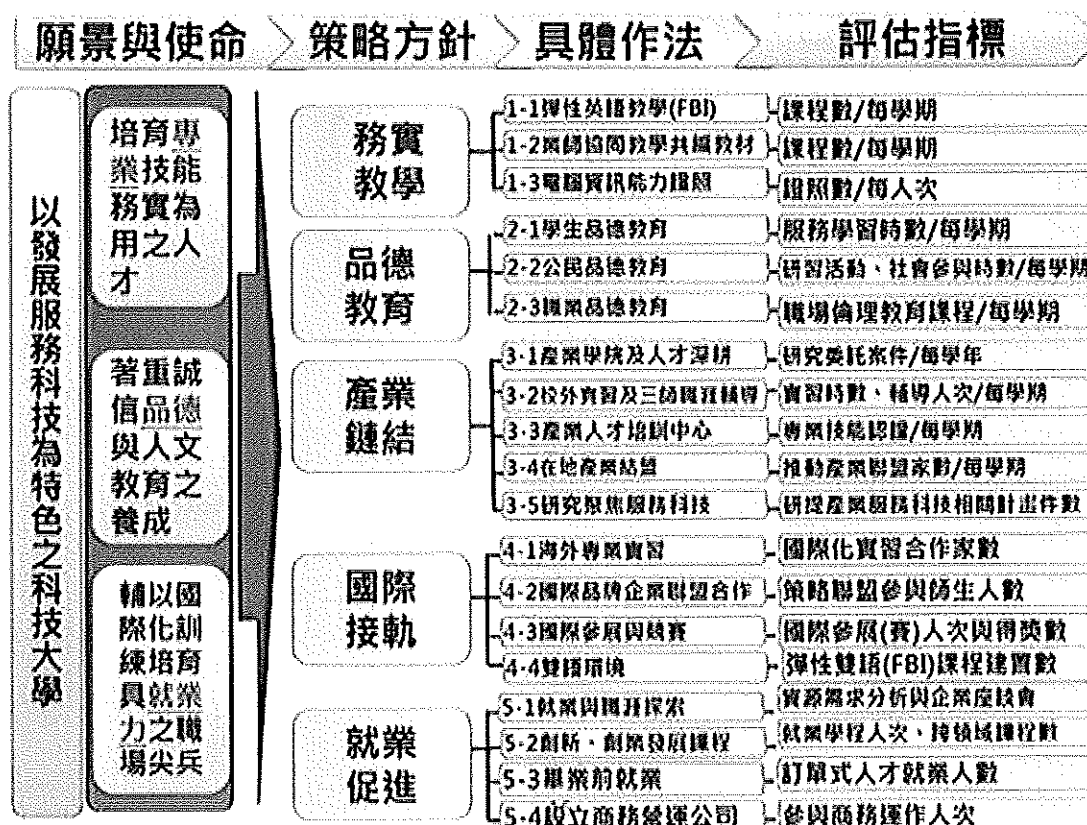 願景與使命
策略方針
具體作法
評估指標
以發展服務科技為特色之科技大學
培育專
業技能
務實為
用之人
才
著重誠
信品德
與人文
教育之
養成
輔以國
際化訓
練培育
具就業
力之職
場尖兵
務實
教學
1-1彈性英語教學(FBI)
課程數/每學期
1-2業師協同教學共編教材
課程數/每學期
1-3電腦資訊能力證照
證照數/每人次
品德
教育
2-1學生品德教育
服務學習時數/每學期
2-2公民品德教育
研習活動、社會參與時數/每學期
2-3職業品德教育
職場倫理教育課程/每學期
產業
鏈結
3-1產業學院及人才深耕
研究委託案件/每學年
3-2校外實習及三師職涯輔導
實習時數、輔導人次/每學期
3-3產業人才培訓中心
專業技能認證/每學期
3-4在地產業結盟
推動產業聯盟家數/每學期
3-5研究聚焦服務科技
研提產業服務科技相關計畫件數
國際
接軌
4-1海外專業實習
國際化實習合作家數
4-2國際品牌企業聯盟合作
策略聯盟參與師生人數
4-3國際參展與競賽
國際參展(賽)人次與得獎數
4-4雙語環境
彈性雙語(FBI)課程建置數
就業
促進
5-1就業與職涯探索
資源需求分析與企業座談會
5-2創新、創業發展課程
就業學程人次、跨領域課程數
5-3畢業前就業
訂單式人才就業人數
5-4設立商務營運公司
參與商務運作人次